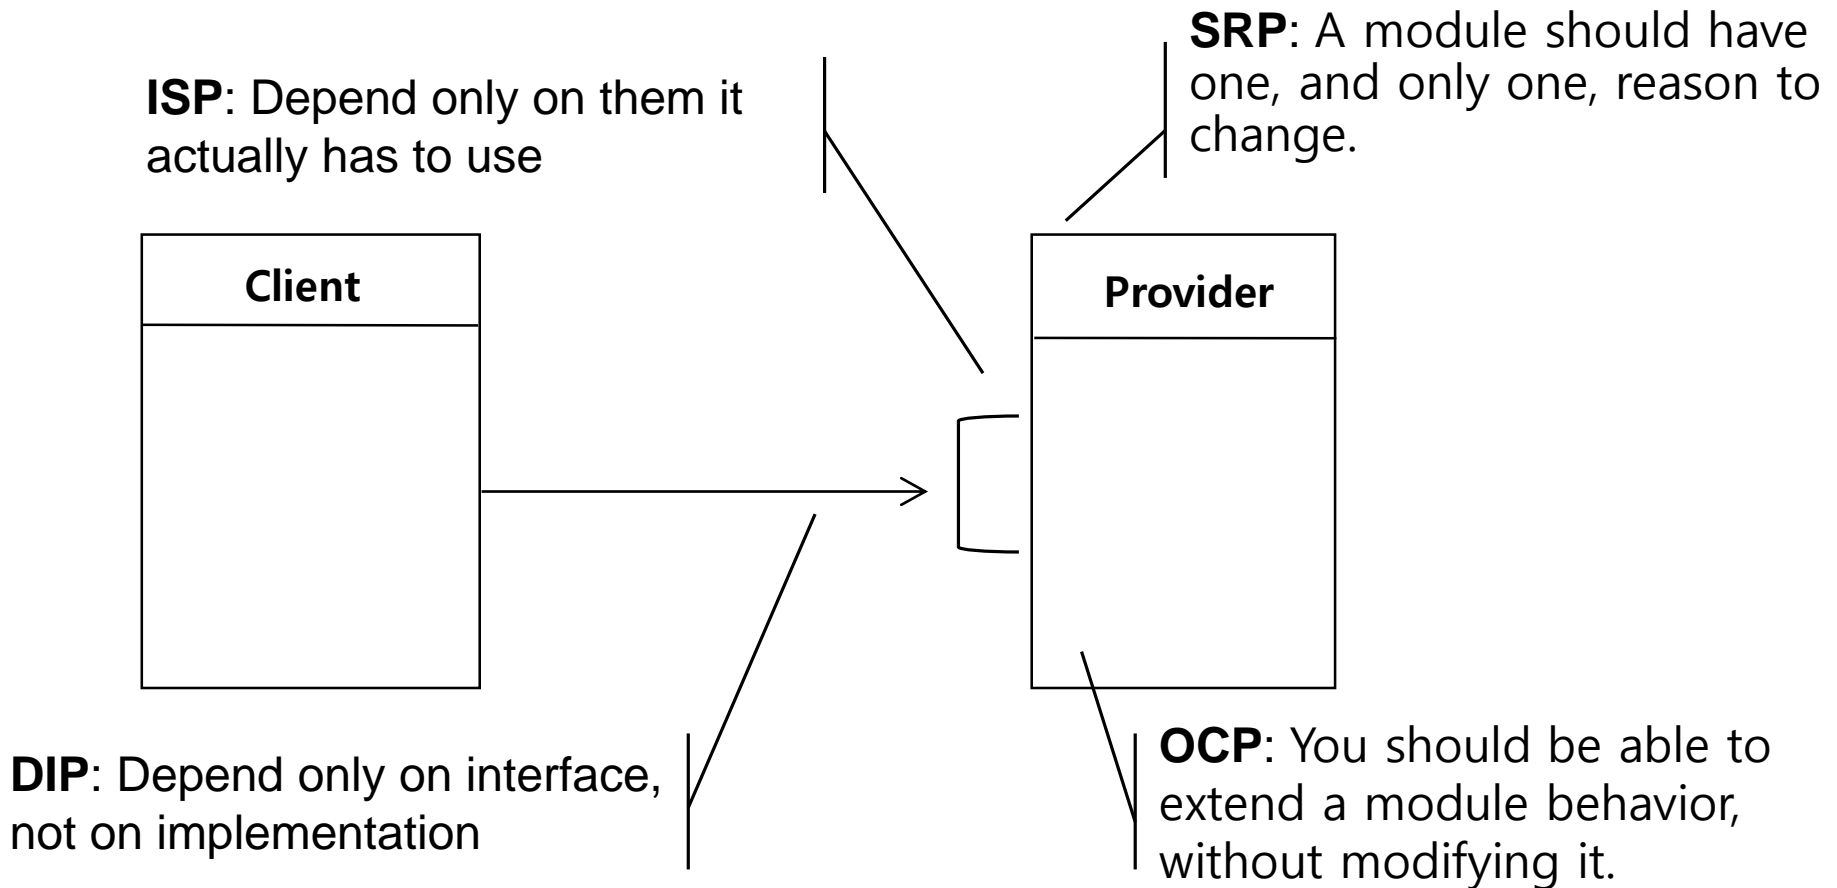 SRP: A module should have
one, and only one, reason to
change.
ISP: Depend only on them it
actually has to use
Client
Provider
DIP: Depend only on interface,
not on implementation
OCP: You should be able to
extend a module behavior,
without modifying it.